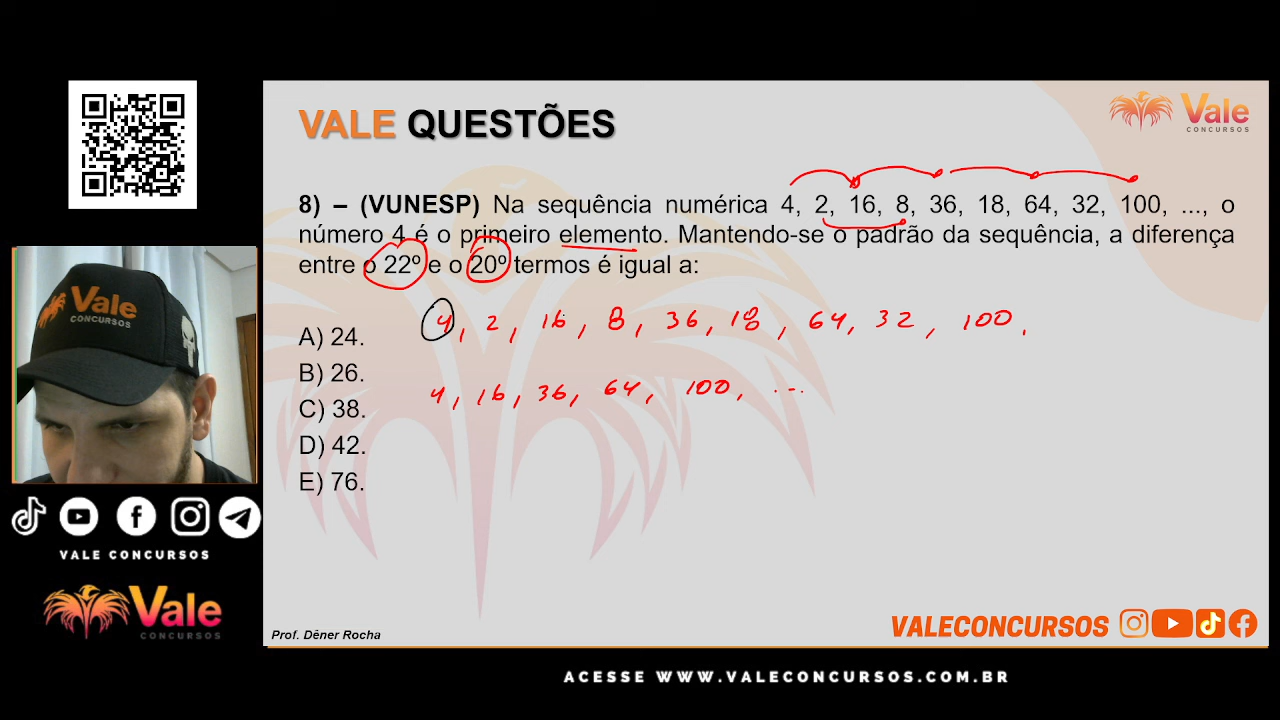 VALE QUESTÕES
Vale
CONCURSOS
8) – (VUNESP) Na sequência numérica 4, 2, 16, 8, 36, 18, 64, 32, 100, ..., o
número 4 é o primeiro elemento. Mantendo-se o padrão da sequência, a diferença
entre o 22º e o 20º termos é igual a:
4, 2, 16, 8, 36, 18, 64, 32, 100.
A) 24.
B) 26.
4, 16, 36, 64, 100, ...
C) 38.
D) 42.
E) 76.
Vale
CONCURSOS
VALE CONCURSOS
Vale
CONCURSOS
Prof. Dêner Rocha
VALECONCURSOS
ACESSE WWW.VALECONCURSOS.COM.BR